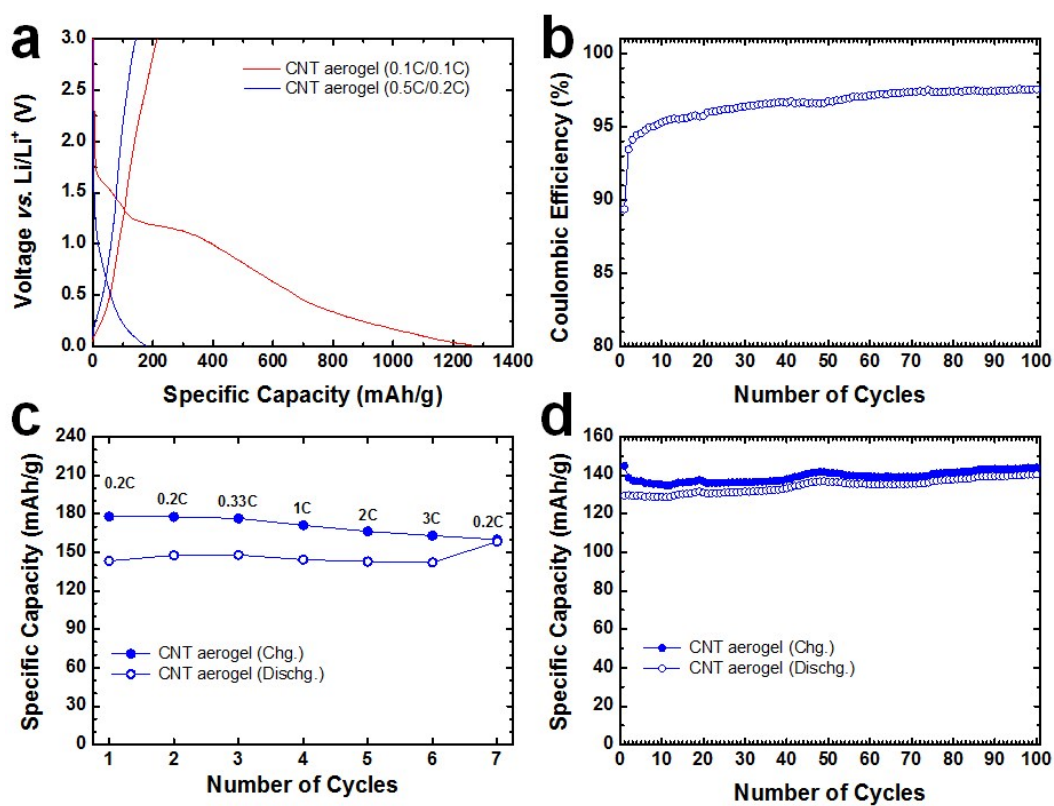 a
3.0
2.5
2.0
1.5
1.0
0.5
0.0
Voltage vs. Li/Li⁺ (V)
CNT aerogel (0.1C/0.1C)
CNT aerogel (0.5C/0.2C)
0 200 400 600 800 1000 1200 1400
Specific Capacity (mAh/g)
b
100
95
90
85
80
Coulombic Efficiency (%)
0 10 20 30 40 50 60 70 80 90 100
Number of Cycles
c
240
210
180
150
120
90
60
30
0
Specific Capacity (mAh/g)
0.2C 0.2C 0.33C 1C 2C 3C 0.2C
CNT aerogel (Chg.)
CNT aerogel (Dischg.)
1 2 3 4 5 6 7
Number of Cycles
d
160
140
120
100
80
60
40
20
0
Specific Capacity (mAh/g)
CNT aerogel (Chg.)
CNT aerogel (Dischg.)
0 10 20 30 40 50 60 70 80 90 100
Number of Cycles